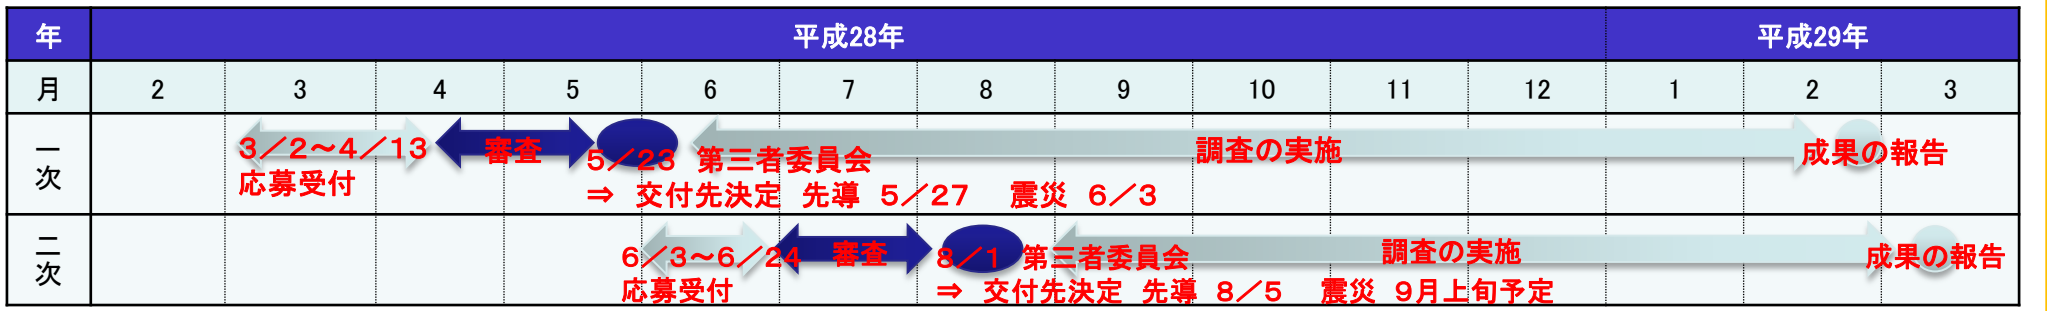 年 平成28年 平成29年
月 2 3 4 5 6 7 8 9 10 11 12 1 2 3
一次
3／2～4／13
応募受付
審査
5／23 第三者委員会
⇒ 交付先決定 先導 5／27 震災 6／3
調査の実施
成果の報告
二次
6／3～6／24
応募受付
審査
8／1 第三者委員会
⇒ 交付先決定 先導 8／5 震災 9月上旬予定
調査の実施
成果の報告